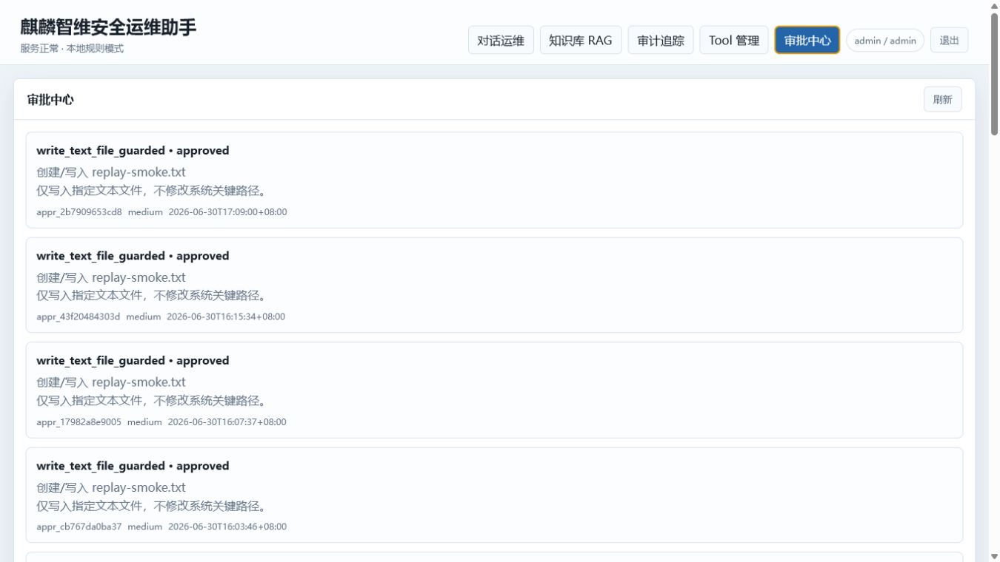 麒麟智维安全运维助手
服务正常 · 本地规则模式
对话运维 知识库 RAG 审计追踪 Tool 管理 审批中心 admin / admin 退出
审批中心
刷新
write_text_file_guarded • approved
创建/写入 replay-smoke.txt
仅写入指定文本文件，不修改系统关键路径。
appr_2b7909653cd8 medium 2026-06-30T17:09:00+08:00
write_text_file_guarded • approved
创建/写入 replay-smoke.txt
仅写入指定文本文件，不修改系统关键路径。
appr_43f20484303d medium 2026-06-30T16:15:34+08:00
write_text_file_guarded • approved
创建/写入 replay-smoke.txt
仅写入指定文本文件，不修改系统关键路径。
appr_17982a8e9005 medium 2026-06-30T16:07:37+08:00
write_text_file_guarded • approved
创建/写入 replay-smoke.txt
仅写入指定文本文件，不修改系统关键路径。
appr_cb767da0ba37 medium 2026-06-30T16:03:46+08:00